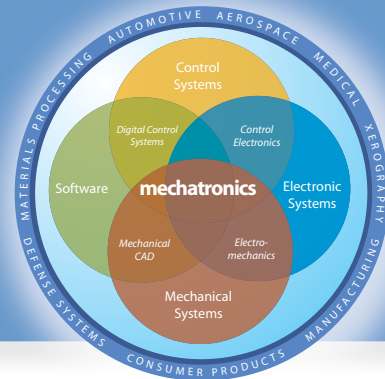 MATERIALS PROCESSING AUTOMOTIVE AEROSPACE MEDICAL XEROGRAPHY
Control
Systems
Digital Control
Systems
Control
Electronics
Software
mechatronics
Electronic
Systems
Mechanical
CAD
Electro-
mechanics
Mechanical
Systems
DEFENSE SYSTEMS CONSUMER PRODUCTS MANUFACTURING